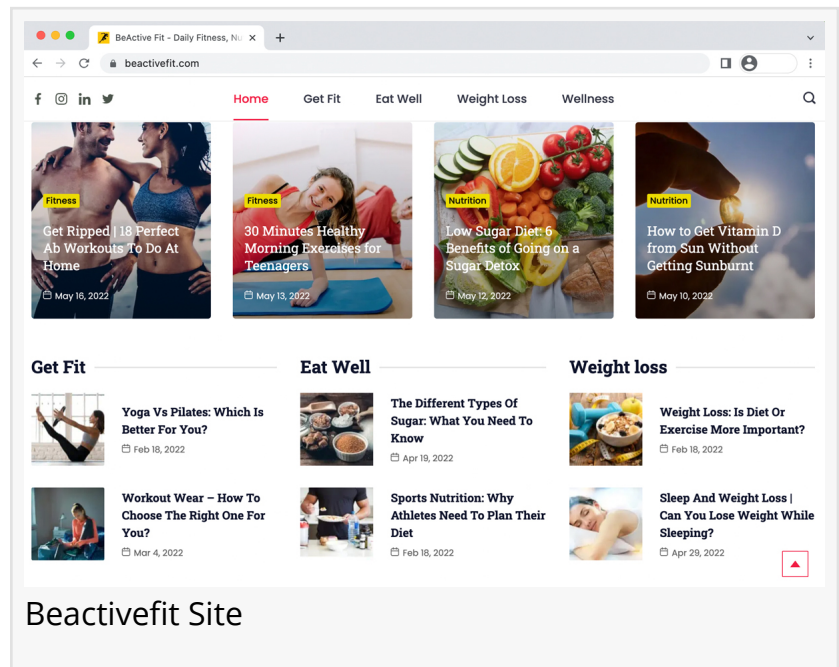 BeActive Fit - Daily Fitness, Nu
beactivefit.com
Home Get Fit Eat Well Weight Loss Wellness
Fitness
Get Ripped | 18 Perfect
Ab Workouts To Do At
Home
May 16, 2022
Fitness
30 Minutes Healthy
Morning Exercises for
Teenagers
May 13, 2022
Nutrition
Low Sugar Diet: 6
Benefits of Going on a
Sugar Detox
May 12, 2022
Nutrition
How to Get Vitamin D
from Sun Without
Getting Sunburnt
May 10, 2022
Get Fit
Yoga Vs Pilates: Which Is
Better For You?
Feb 18, 2022
Workout Wear – How To
Choose The Right One For
You?
Mar 4, 2022
Eat Well
The Different Types Of
Sugar: What You Need To
Know
Apr 19, 2022
Sports Nutrition: Why
Athletes Need To Plan Their
Diet
Feb 18, 2022
Weight loss
Weight Loss: Is Diet Or
Exercise More Important?
Feb 18, 2022
Sleep And Weight Loss |
Can You Lose Weight While
Sleeping?
Apr 29, 2022
Beactivefit Site